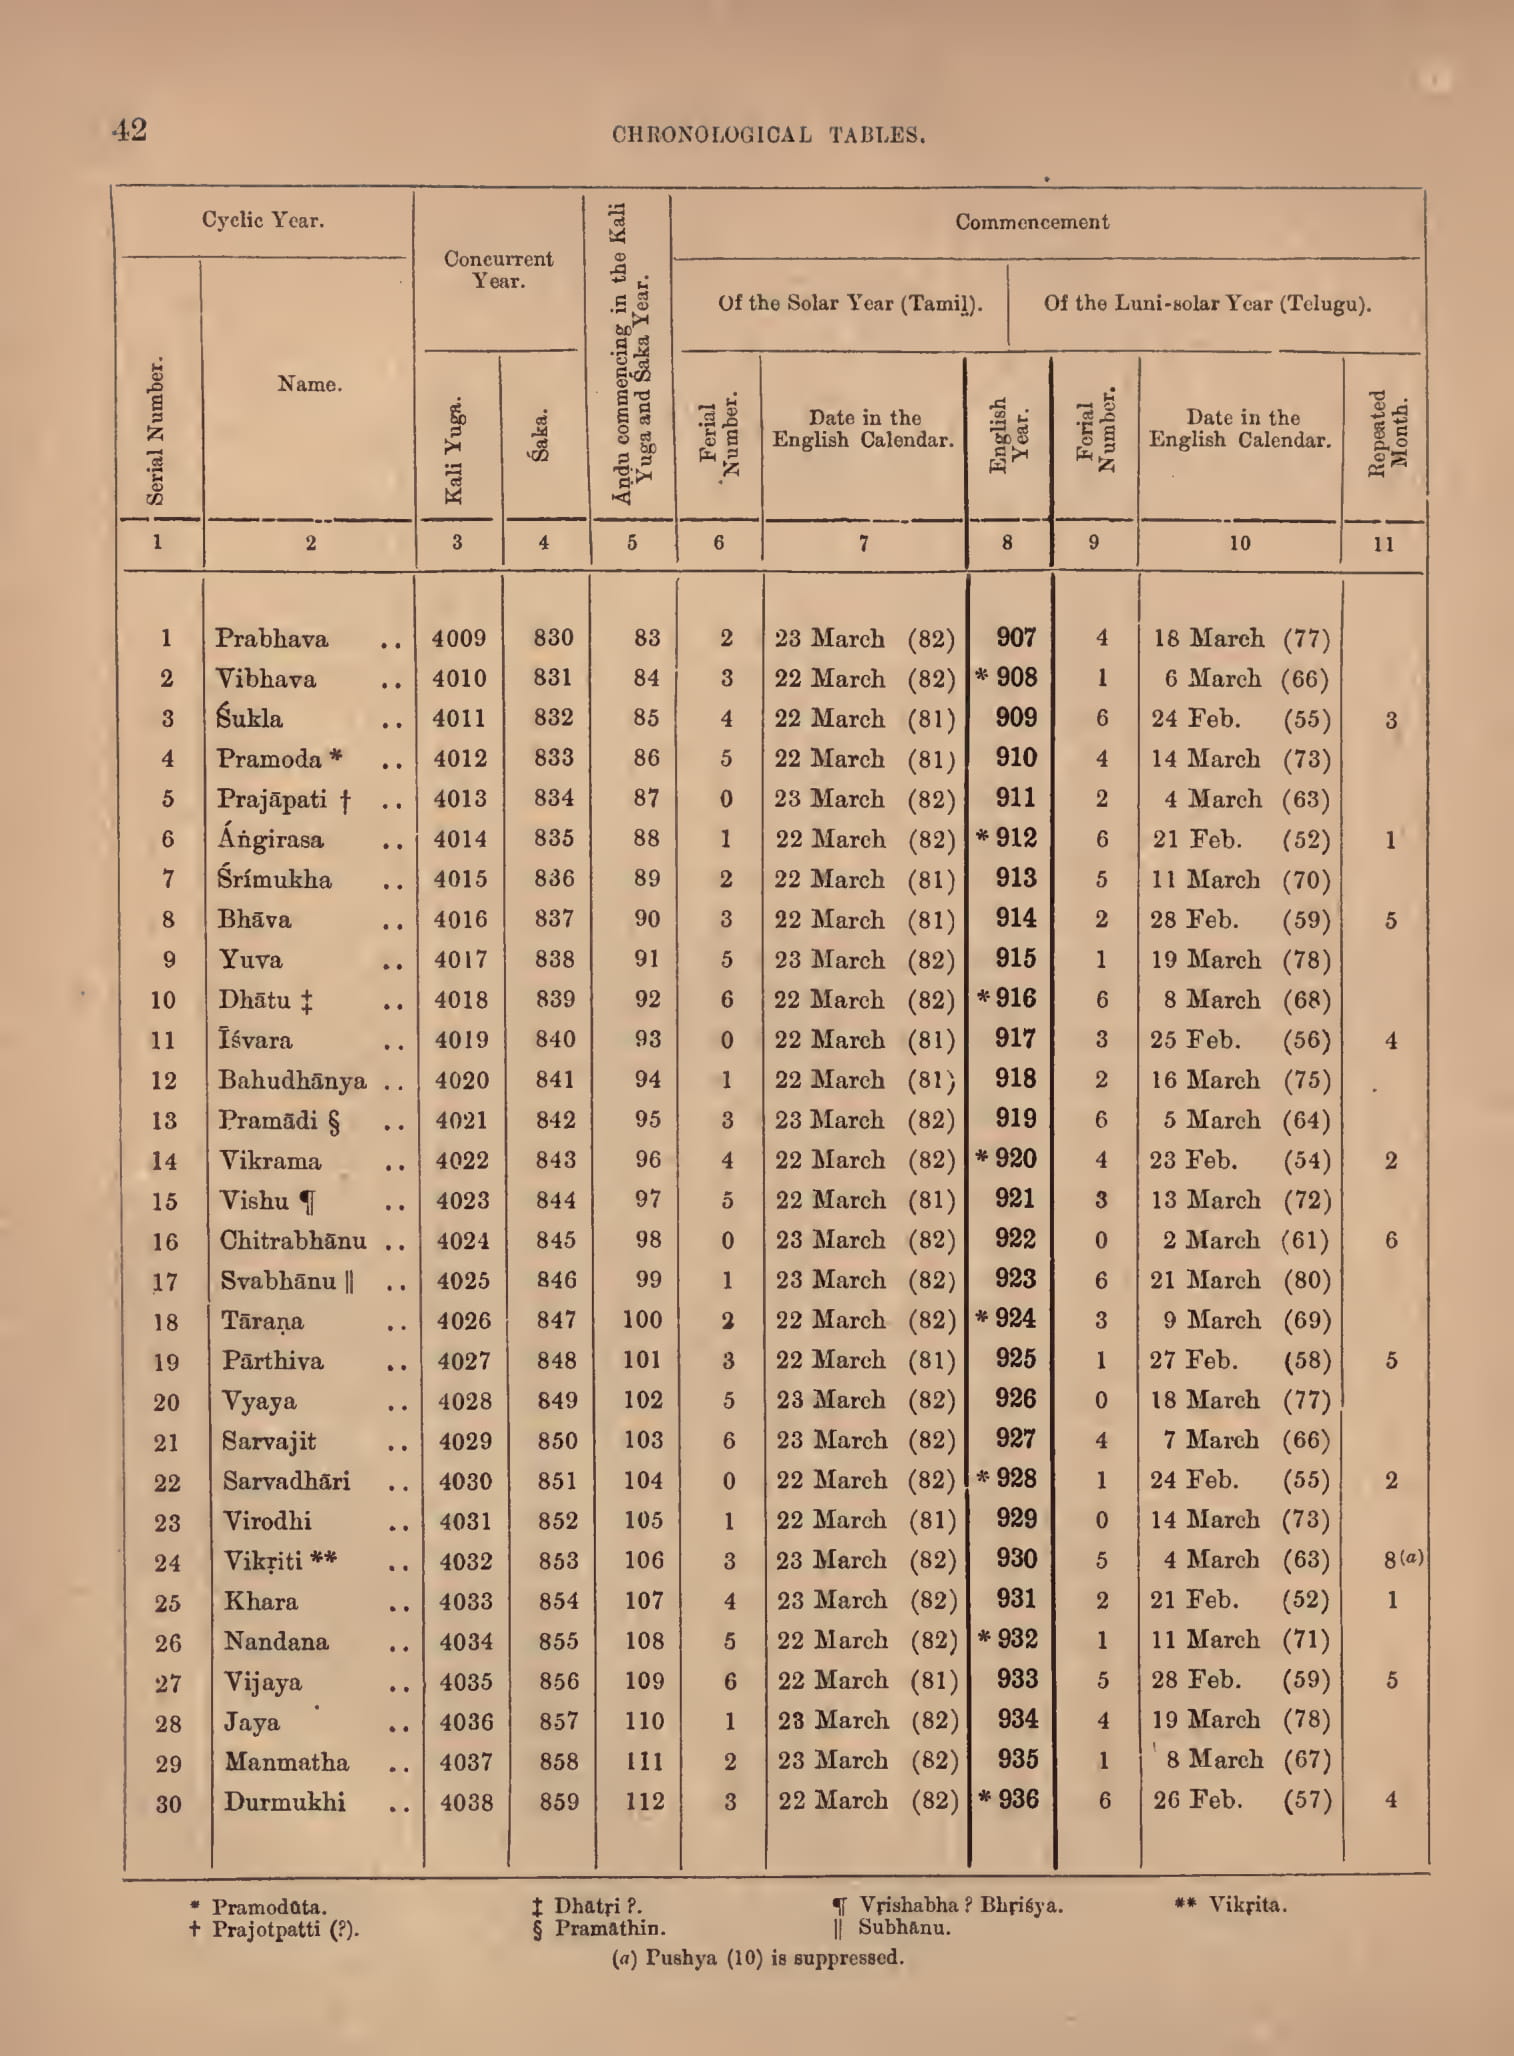 42
CHRONOLOGICAL TABLES.
Cyclic Year.
Concurrent
Year.
Āṇḍu commencing in the Kali
Yuga and Śaka Year.
Commencement
Of the Solar Year (Tamiḻ).
Of the Luni-solar Year (Telugu).
Serial Number.
Name.
Kali Yuga.
Śaka.
Ferial
Number.
Date in the
English Calendar.
English
Year.
Ferial
Number.
Date in the
English Calendar.
Repeated
Month.
1 2 3 4 5 6 7 8 9 10 11
1 Prabhava .. 4009 830 83 2 23 March (82) 907 4 18 March (77)
2 Vibhava .. 4010 831 84 3 22 March (82) * 908 1 6 March (66)
3 Śukla .. 4011 832 85 4 22 March (81) 909 6 24 Feb. (55) 3
4 Pramoda * .. 4012 833 86 5 22 March (81) 910 4 14 March (73)
5 Prajāpati † .. 4013 834 87 0 23 March (82) 911 2 4 March (63)
6 Áṅgirasa .. 4014 835 88 1 22 March (82) * 912 6 21 Feb. (52) 1
7 Śrímukha .. 4015 836 89 2 22 March (81) 913 5 11 March (70)
8 Bhāva .. 4016 837 90 3 22 March (81) 914 2 28 Feb. (59) 5
9 Yuva .. 4017 838 91 5 23 March (82) 915 1 19 March (78)
10 Dhātu ‡ .. 4018 839 92 6 22 March (82) * 916 6 8 March (68)
11 Īśvara .. 4019 840 93 0 22 March (81) 917 3 25 Feb. (56) 4
12 Bahudhānya .. 4020 841 94 1 22 March (81) 918 2 16 March (75)
13 Pramādi § .. 4021 842 95 3 23 March (82) 919 6 5 March (64)
14 Vikrama .. 4022 843 96 4 22 March (82) * 920 4 23 Feb. (54) 2
15 Vishu ¶ .. 4023 844 97 5 22 March (81) 921 3 13 March (72)
16 Chitrabhānu .. 4024 845 98 0 23 March (82) 922 0 2 March (61) 6
17 Svabhānu || .. 4025 846 99 1 23 March (82) 923 6 21 March (80)
18 Tāraṇa .. 4026 847 100 2 22 March (82) * 924 3 9 March (69)
19 Pārthiva .. 4027 848 101 3 22 March (81) 925 1 27 Feb. (58) 5
20 Vyaya .. 4028 849 102 5 23 March (82) 926 0 18 March (77)
21 Sarvajit .. 4029 850 103 6 23 March (82) 927 4 7 March (66)
22 Sarvadhāri .. 4030 851 104 0 22 March (82) * 928 1 24 Feb. (55) 2
23 Virodhi .. 4031 852 105 1 22 March (81) 929 0 14 March (73)
24 Vikṛiti ** .. 4032 853 106 3 23 March (82) 930 5 4 March (63) 8 (a)
25 Khara .. 4033 854 107 4 23 March (82) 931 2 21 Feb. (52) 1
26 Nandana .. 4034 855 108 5 22 March (82) * 932 1 11 March (71)
27 Vijaya .. 4035 856 109 6 22 March (81) 933 5 28 Feb. (59) 5
28 Jaya .. 4036 857 110 1 23 March (82) 934 4 19 March (78)
29 Manmatha .. 4037 858 111 2 23 March (82) 935 1 8 March (67)
30 Durmukhi .. 4038 859 112 3 22 March (82) * 936 6 26 Feb. (57) 4
* Pramodūta. ‡ Dhātṛi ?. ¶ Vṛishabha ? Bhṛiśya. ** Vikṛita.
† Prajotpatti (?). § Pramāthin. || Subhānu.
(a) Pushya (10) is suppressed.